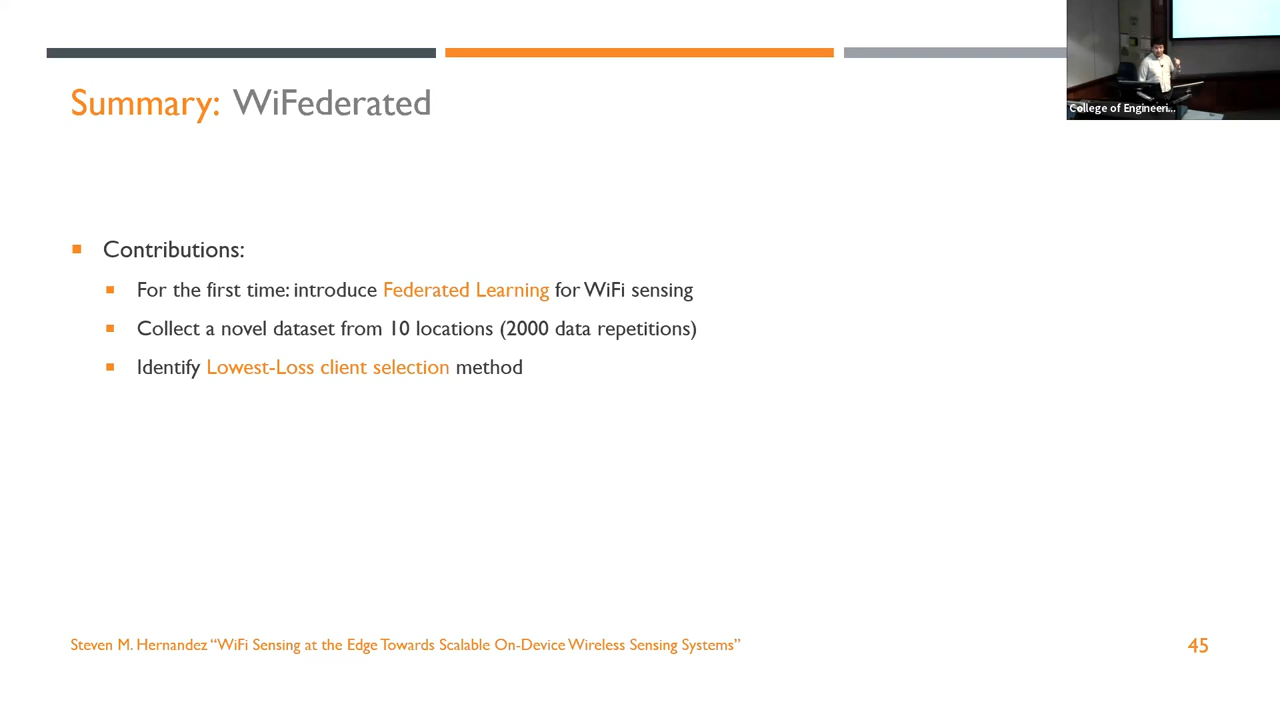 College of Engineeri...
Summary: WiFederated
Contributions:
For the first time: introduce Federated Learning for WiFi sensing
Collect a novel dataset from 10 locations (2000 data repetitions)
Identify Lowest-Loss client selection method
Steven M. Hernandez “WiFi Sensing at the Edge Towards Scalable On-Device Wireless Sensing Systems”
45